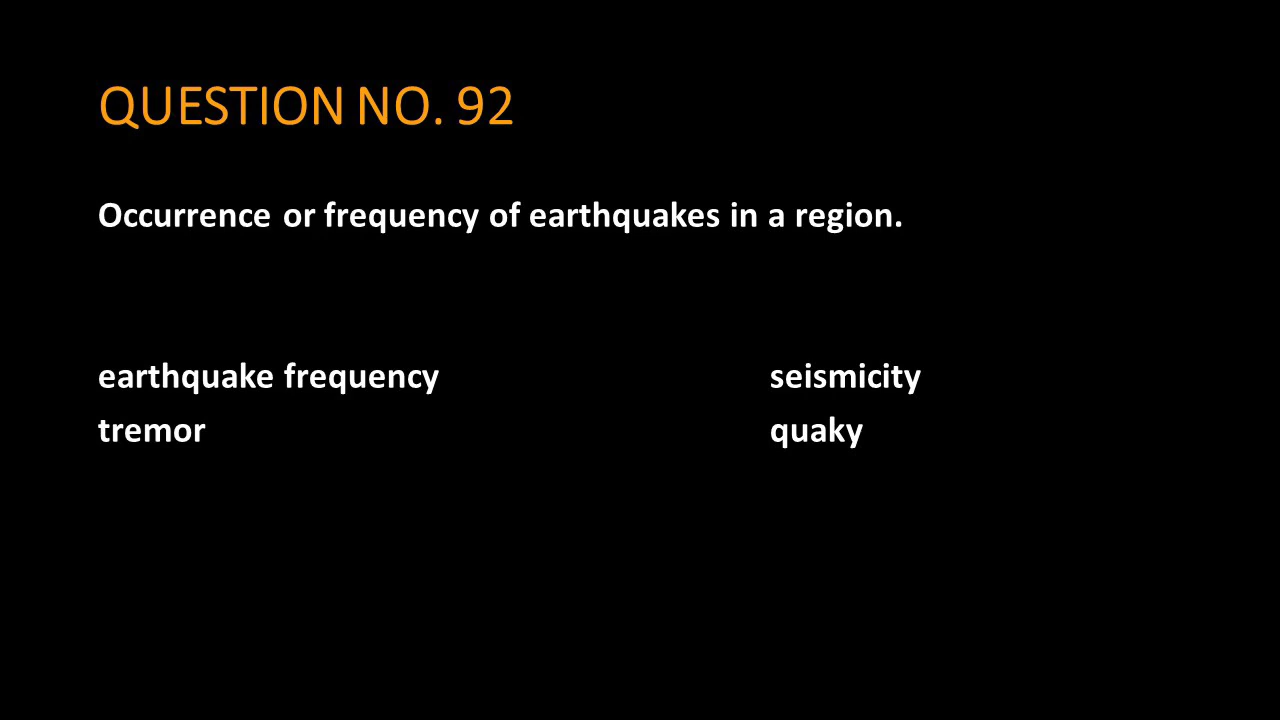 QUESTION NO. 92
Occurrence or frequency of earthquakes in a region.
earthquake frequency seismicity
tremor quaky